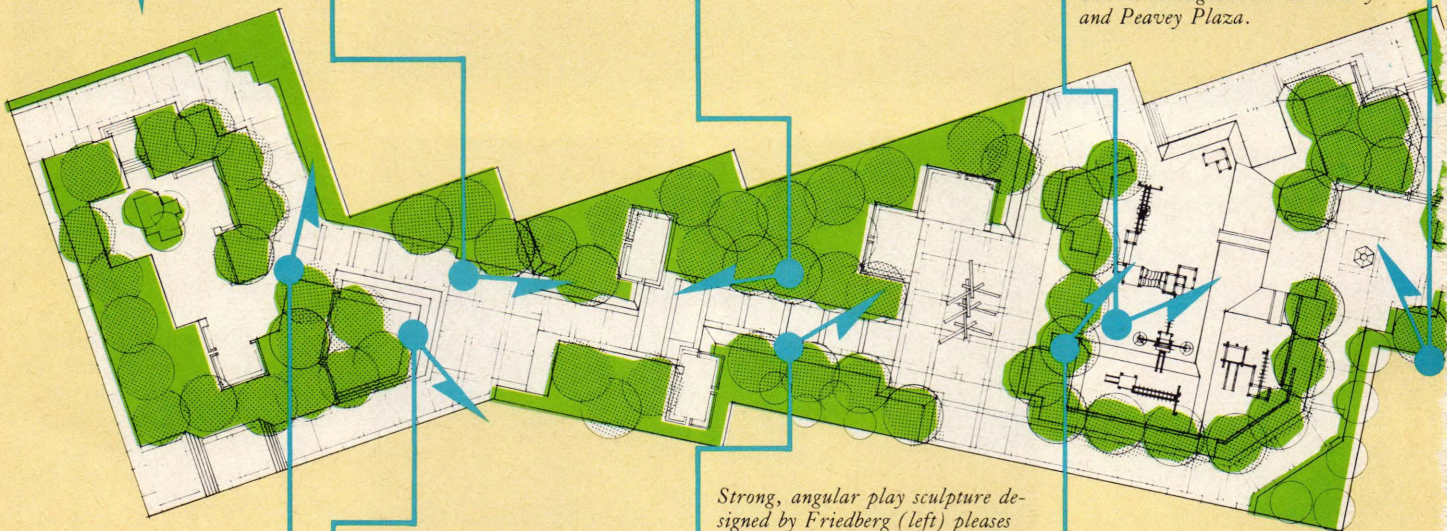 and Peavey Plaza.
Strong, angular play sculpture de-
signed by Friedberg (left) pleases